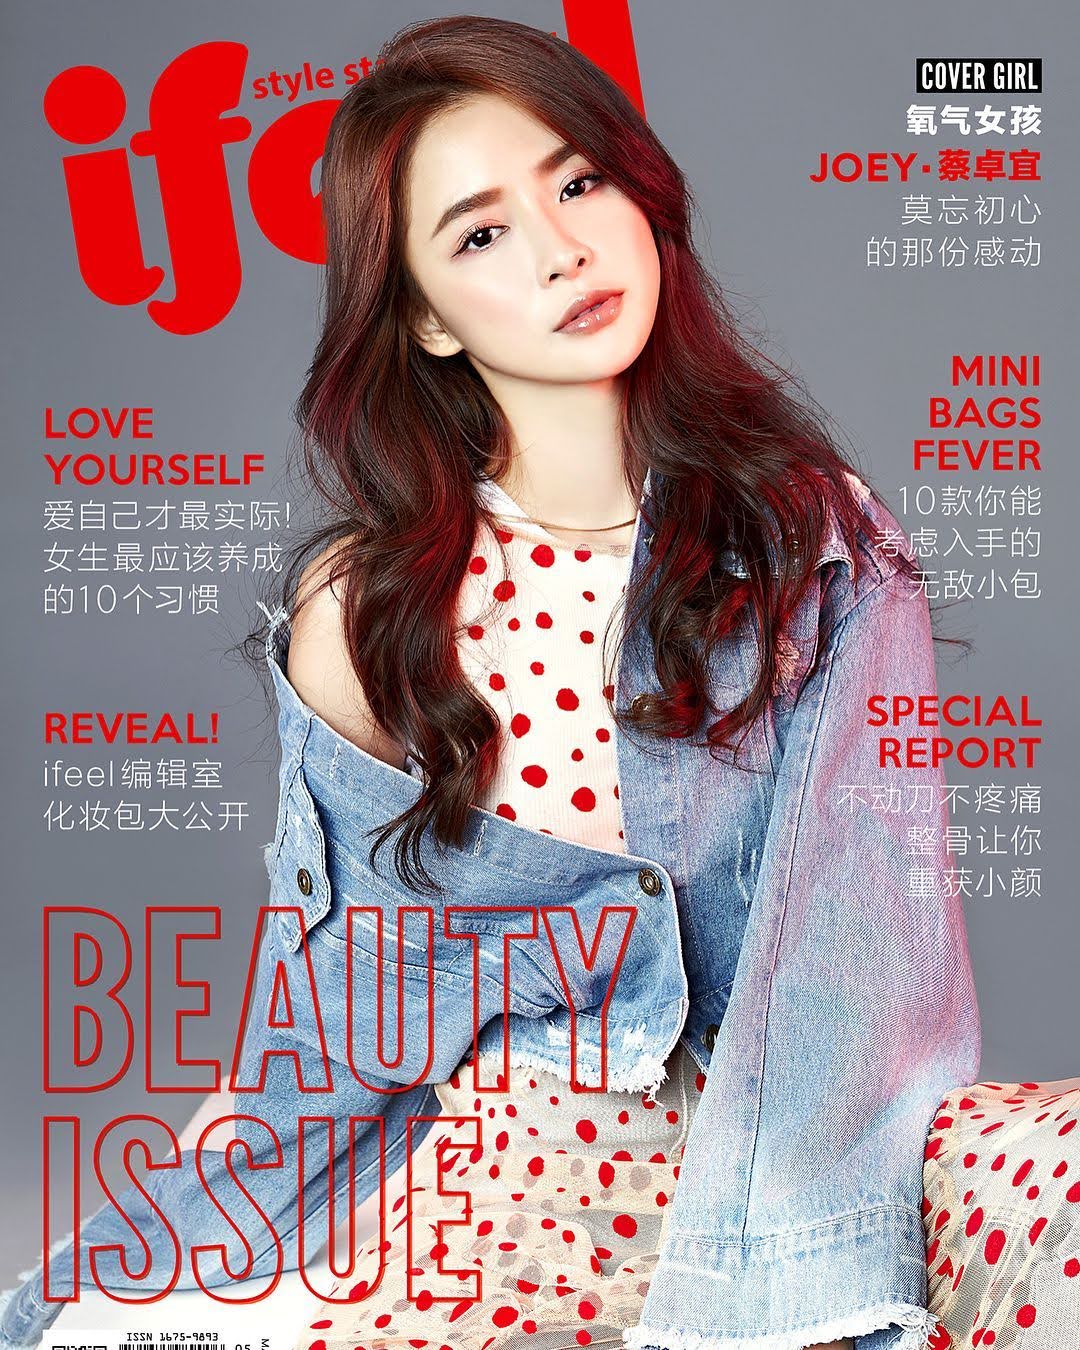 ifeel
style
COVER GIRL
氧气女孩
JOEY·蔡卓宜
莫忘初心
的那份感动
LOVE
YOURSELF
爱自己才最实际!
女生最应该养成
的10个习惯
MINI
BAGS
FEVER
10款你能
考虑入手的
无敌小包
REVEAL!
ifeel编辑室
化妆包大公开
SPECIAL
REPORT
不动刀不疼痛
整骨让你
重获小颜
BEAUTY
ISSUE
ISSN 1675-9893
05